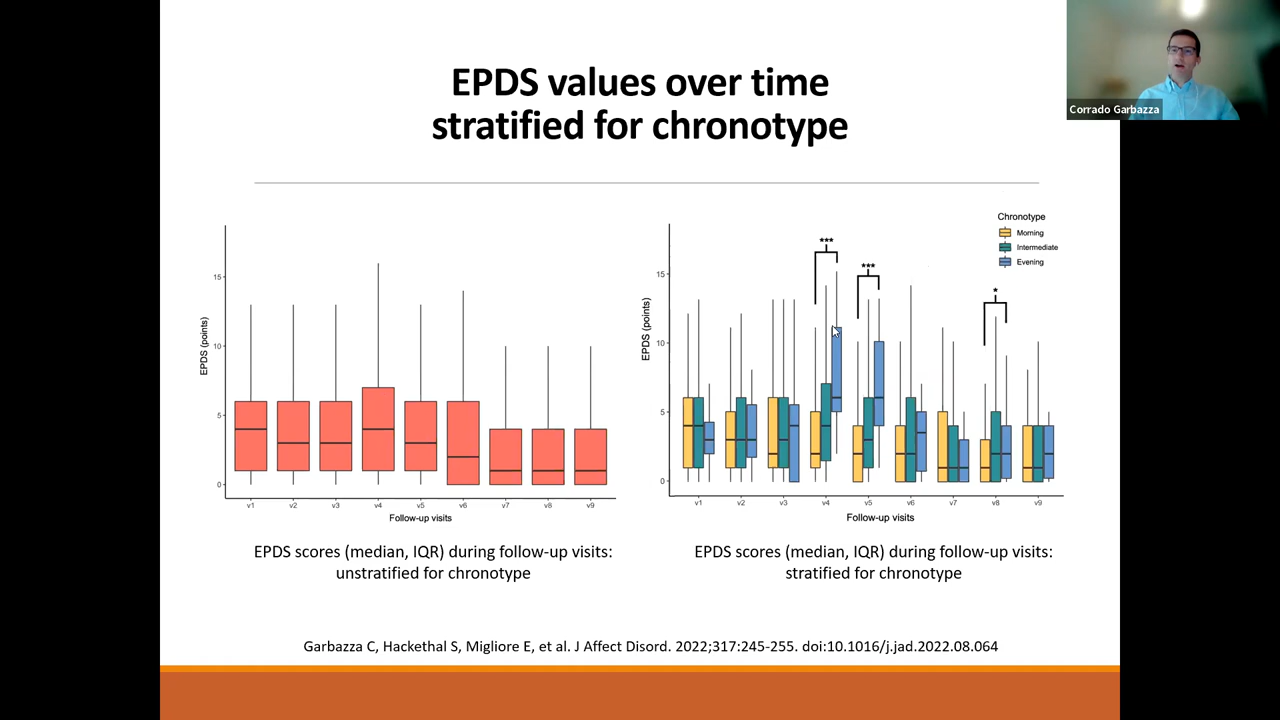 EPDS values over time
stratified for chronotype
Corrado Garbazza
EPDS (points)
15
10
5
0
v1 v2 v3 v4 v5 v6 v7 v8 v9
Follow-up visits
EPDS scores (median, IQR) during follow-up visits:
unstratified for chronotype
Chronotype
Morning
Intermediate
Evening
***
***
*
EPDS (points)
15
10
5
0
v1 v2 v3 v4 v5 v6 v7 v8 v9
Follow-up visits
EPDS scores (median, IQR) during follow-up visits:
stratified for chronotype
Garbazza C, Hackethal S, Migliore E, et al. J Affect Disord. 2022;317:245-255. doi:10.1016/j.jad.2022.08.064